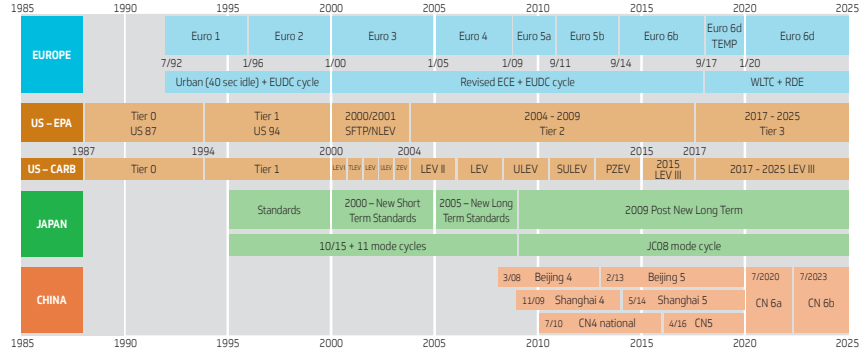 1985 1990 1995 2000 2005 2010 2015 2020 2025
EUROPE
Euro 1 Euro 2 Euro 3 Euro 4 Euro 5a Euro 5b Euro 6b Euro 6d TEMP Euro 6d
7/92 1/96 1/00 1/05 1/09 9/11 9/14 9/17 1/20
Urban (40 sec idle) + EUDC cycle Revised ECE + EUDC cycle WLTC + RDE
US – EPA
Tier 0 Tier 1 2000/2001 2004 - 2009 2017 - 2025
US 87 US 94 SFTP/NLEV Tier 2 Tier 3
1987 1994 2000 2004 2015 2017
US – CARB
Tier 0 Tier 1 LEV I TLEV LEV ULEV ZEV LEV II LEV ULEV SULEV PZEV 2015 LEV III 2017 - 2025 LEV III
JAPAN
Standards 2000 – New Short Term Standards 2005 – New Long Term Standards 2009 Post New Long Term
10/15 + 11 mode cycles JC08 mode cycle
CHINA
3/08 Beijing 4 2/13 Beijing 5 7/2020 7/2023
11/09 Shanghai 4 5/14 Shanghai 5 CN 6a CN 6b
7/10 CN4 national 4/16 CN5
1985 1990 1995 2000 2005 2010 2015 2020 2025